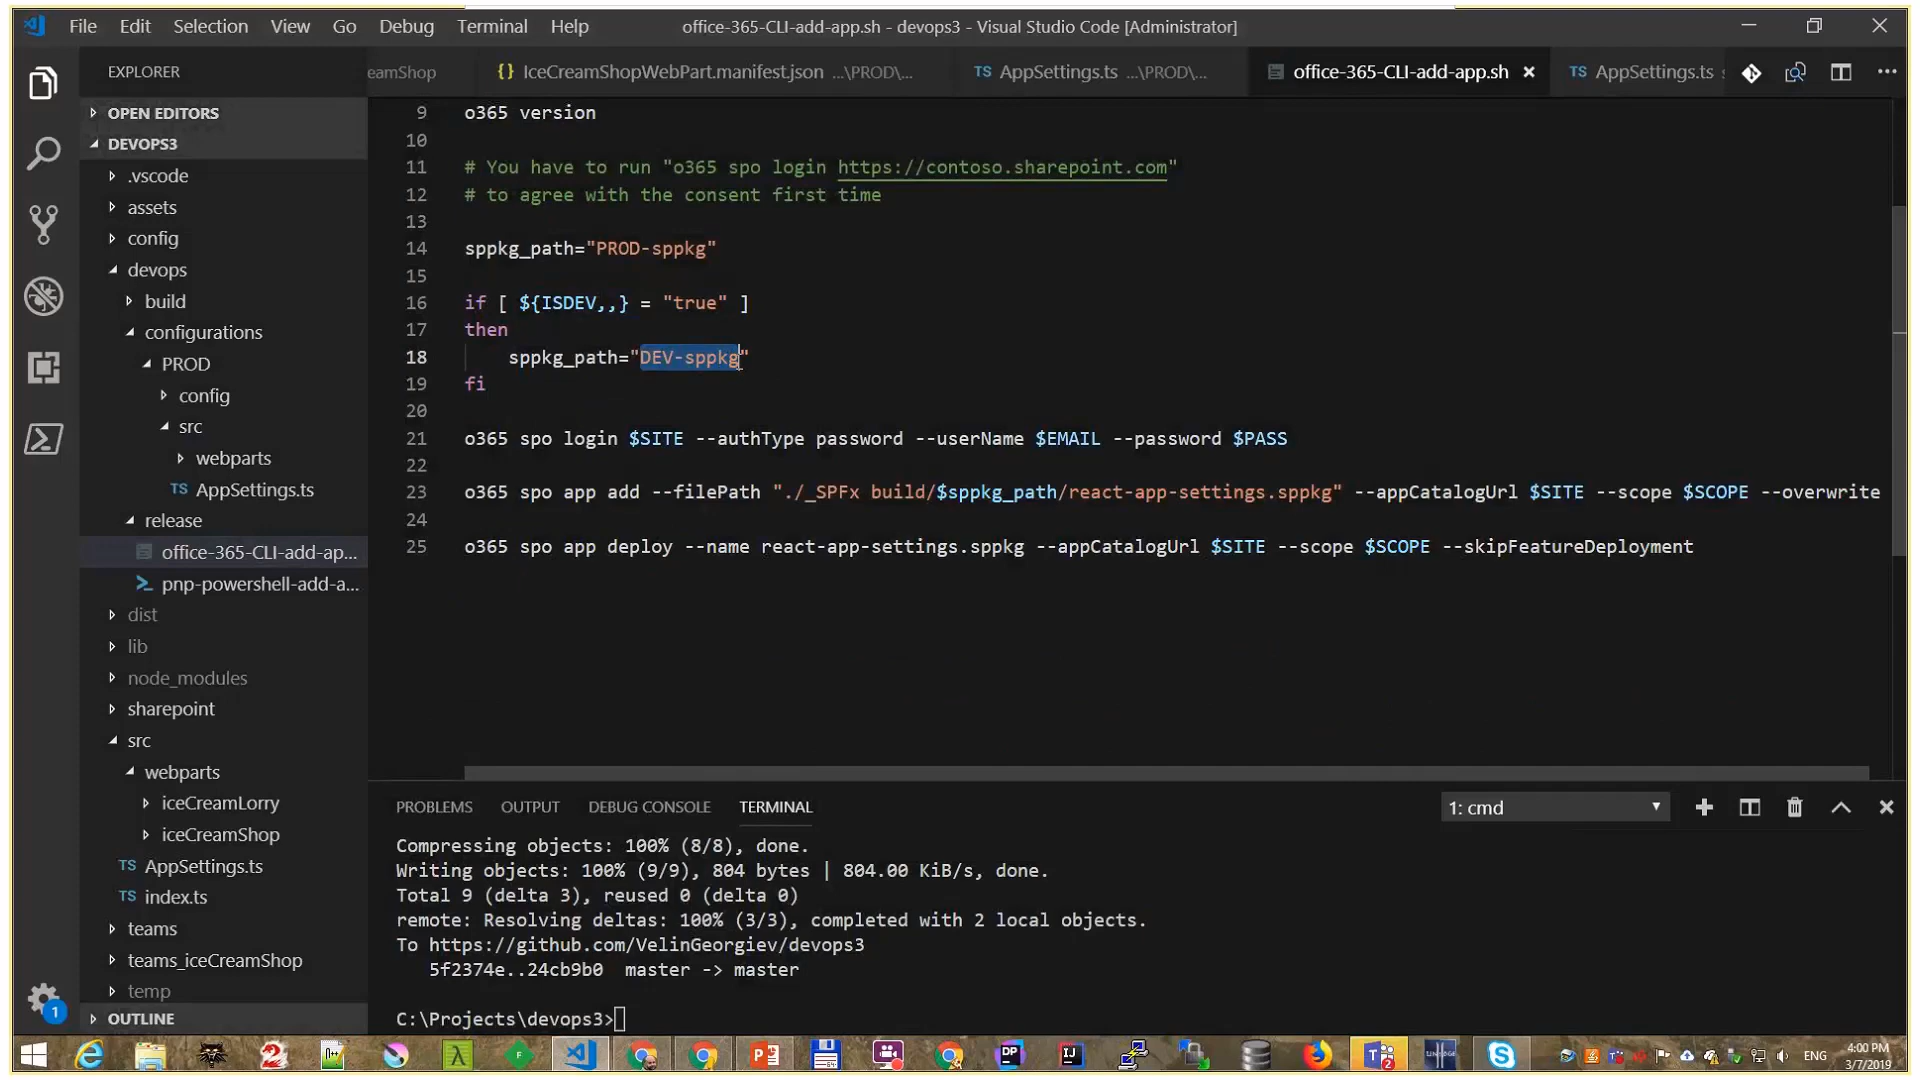 File Edit Selection View Go Debug Terminal Help
office-365-CLI-add-app.sh - devops3 - Visual Studio Code [Administrator]
EXPLORER
eamShop
{} IceCreamShopWebPart.manifest.json ...\PROD\...
TS AppSettings.ts ...\PROD\...
office-365-CLI-add-app.sh
TS AppSettings.ts s
OPEN EDITORS
DEVOPS3
.vscode
assets
config
devops
build
configurations
PROD
config
src
webparts
TS AppSettings.ts
release
office-365-CLI-add-ap...
pnp-powershell-add-a...
dist
lib
node_modules
sharepoint
src
webparts
iceCreamLorry
iceCreamShop
TS AppSettings.ts
TS index.ts
teams
teams_iceCreamShop
temp
OUTLINE
1
9 o365 version
10
11 # You have to run "o365 spo login https://contoso.sharepoint.com"
12 # to agree with the consent first time
13
14 sppkg_path="PROD-sppkg"
15
16 if [ ${ISDEV,,} = "true" ]
17 then
18 sppkg_path="DEV-sppkg"
19 fi
20
21 o365 spo login $SITE --authType password --userName $EMAIL --password $PASS
22
23 o365 spo app add --filePath "./_SPFx build/$sppkg_path/react-app-settings.sppkg" --appCatalogUrl $SITE --scope $SCOPE --overwrite
24
25 o365 spo app deploy --name react-app-settings.sppkg --appCatalogUrl $SITE --scope $SCOPE --skipFeatureDeployment
PROBLEMS OUTPUT DEBUG CONSOLE TERMINAL
1: cmd
Compressing objects: 100% (8/8), done.
Writing objects: 100% (9/9), 804 bytes | 804.00 KiB/s, done.
Total 9 (delta 3), reused 0 (delta 0)
remote: Resolving deltas: 100% (3/3), completed with 2 local objects.
To https://github.com/VelinGeorgiev/devops3
5f2374e..24cb9b0 master -> master
C:\Projects\devops3>
ENG
4:00 PM
3/7/2019